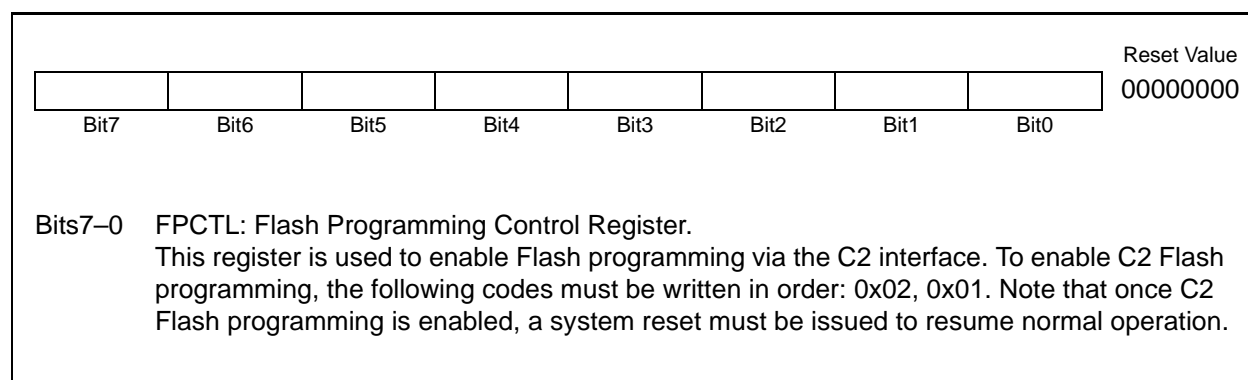 Reset Value
00000000
Bit7 Bit6 Bit5 Bit4 Bit3 Bit2 Bit1 Bit0
Bits7–0 FPCTL: Flash Programming Control Register.
This register is used to enable Flash programming via the C2 interface. To enable C2 Flash
programming, the following codes must be written in order: 0x02, 0x01. Note that once C2
Flash programming is enabled, a system reset must be issued to resume normal operation.